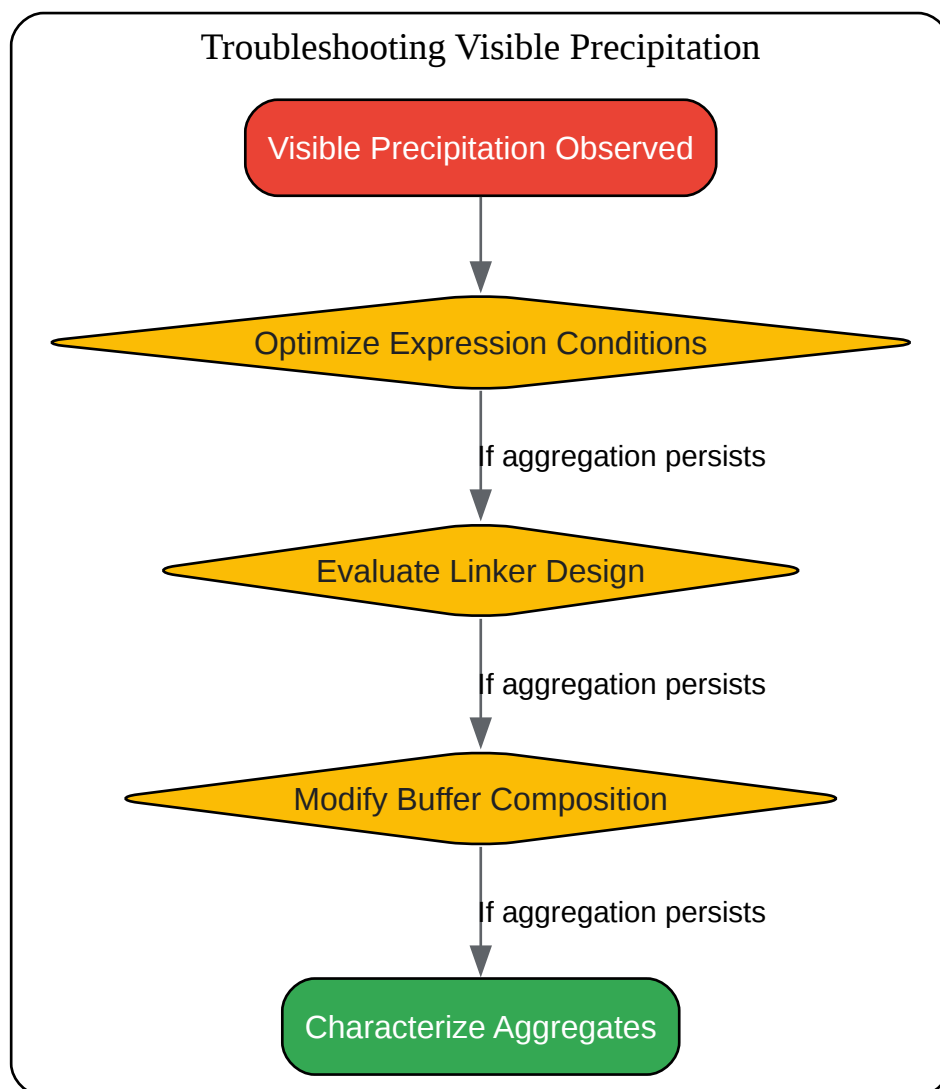 Troubleshooting Visible Precipitation
Visible Precipitation Observed
Optimize Expression Conditions
If aggregation persists
Evaluate Linker Design
If aggregation persists
Modify Buffer Composition
If aggregation persists
Characterize Aggregates